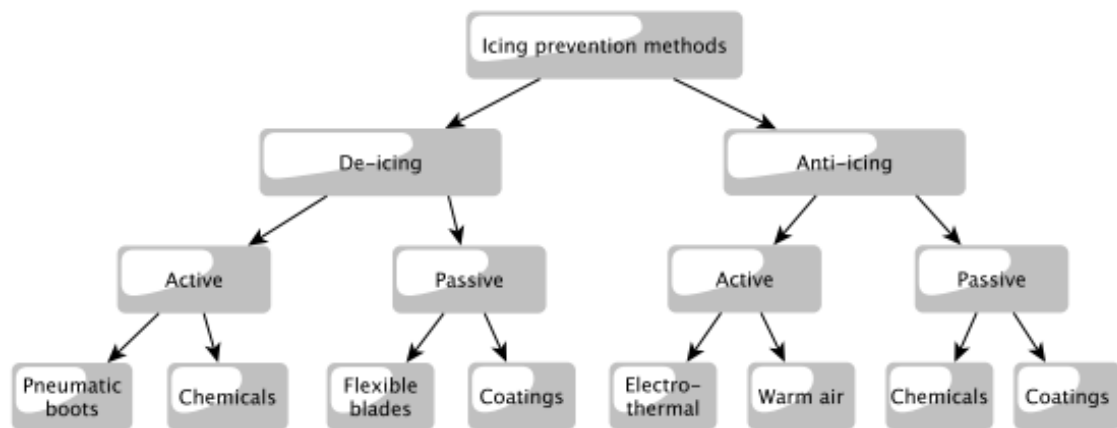 Icing prevention methods
De-icing
Anti-icing
Active
Passive
Active
Passive
Pneumatic
boots
Chemicals
Flexible
blades
Coatings
Electro-
thermal
Warm air
Chemicals
Coatings